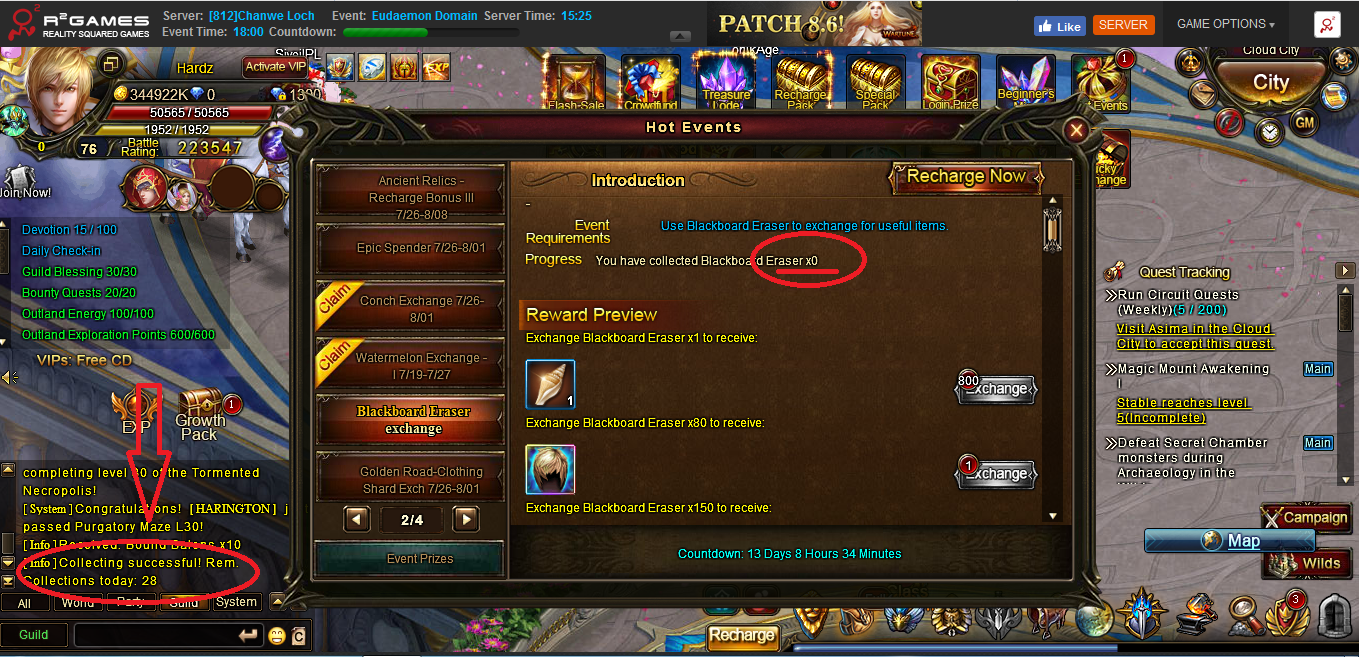 R²GAMES
REALITY SQUARED GAMES
Server: [812]Chanwe Loch Event: Eudaemon Domain Server Time: 15:25
Event Time: 18:00 Countdown:
PATCH 8.6!
WARTUNE
Like
SERVER
GAME OPTIONS
SiveilPL
Hardz
Activate VIP
EXP
344922K 0
50565 / 50565
1952 / 1952
0
76
Battle Rating:
223547
Flash-Sale
Crowdfund
Treasure
Recharge Pack
Special Pack
Login Prize
Beginner's
Events
1
Cloud City
City
GM
Join Now!
Devotion 15 / 100
Daily Check-in
Guild Blessing 30/30
Bounty Quests 20/20
Outland Energy 100/100
Outland Exploration Points 600/600
VIPs: Free CD
EXP
Growth Pack
1
Hot Events
Ancient Relics -
Recharge Bonus III
7/26-8/08
Epic Spender 7/26-8/01
Claim
Conch Exchange 7/26-
8/01
Claim
Watermelon Exchange -
I 7/19-7/27
Blackboard Eraser
exchange
Golden Road-Clothing
Shard Exch 7/26-8/01
2/4
Event Prizes
Introduction
Recharge Now
-
Event Requirements
Use Blackboard Eraser to exchange for useful items.
Progress You have collected Blackboard Eraser x0
Reward Preview
Exchange Blackboard Eraser x1 to receive:
1
800
Exchange
Exchange Blackboard Eraser x80 to receive:
1
Exchange
Exchange Blackboard Eraser x150 to receive:
Countdown: 13 Days 8 Hours 34 Minutes
Quest Tracking
Run Circuit Quests
(Weekly)(5 / 200)
Visit Asima in the Cloud
City to accept this quest.
Magic Mount Awakening Main
I
Stable reaches level
5(Incomplete)
Defeat Secret Chamber Main
monsters during
Archaeology in the
Campaign
Map
Wilds
completing level of the Tormented
Necropolis!
[System]Congratulations! [HARINGTON] j
passed Purgatory Maze L30!
[Info]Received: Bound x10
[Info]Collecting successful! Rem.
Collections today: 28
All World Party Guild System
Guild
C
Recharge
3